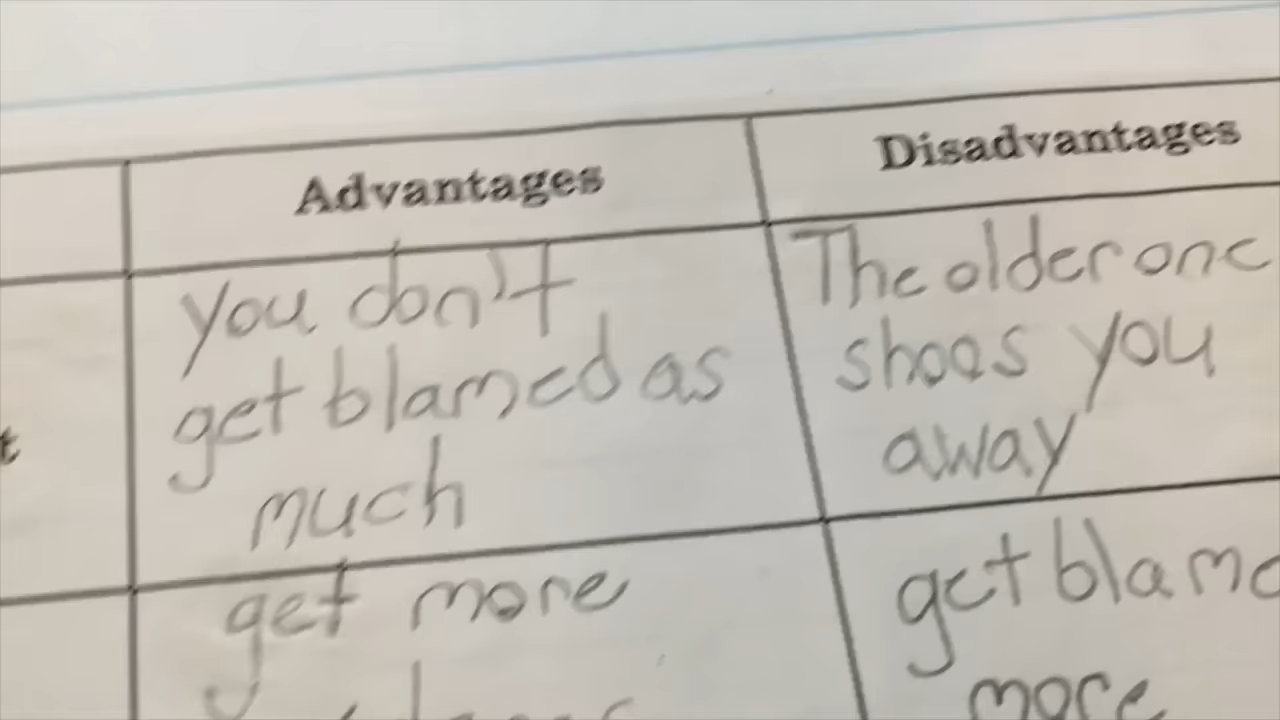 Advantages
Disadvantages
you don't
get blamed as
much
The older one
shoos you
away
get more
get blame
more